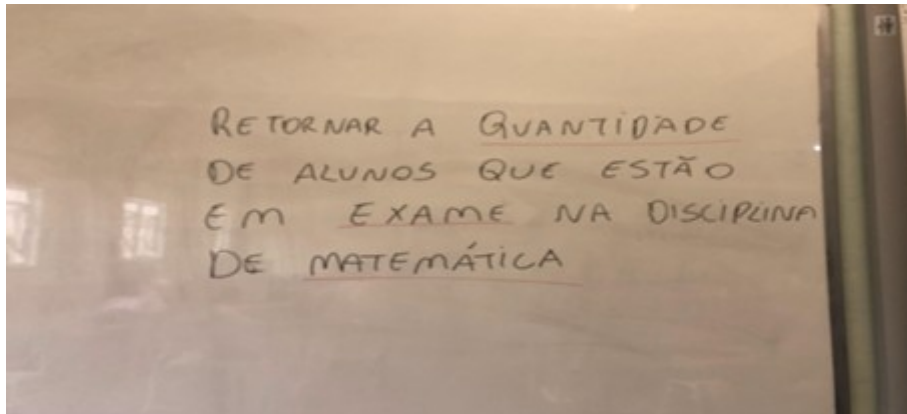 RETORNAR A QUANTIDADE
DE ALUNOS QUE ESTÃO
EM EXAME NA DISCIPLINA
DE MATEMÁTICA